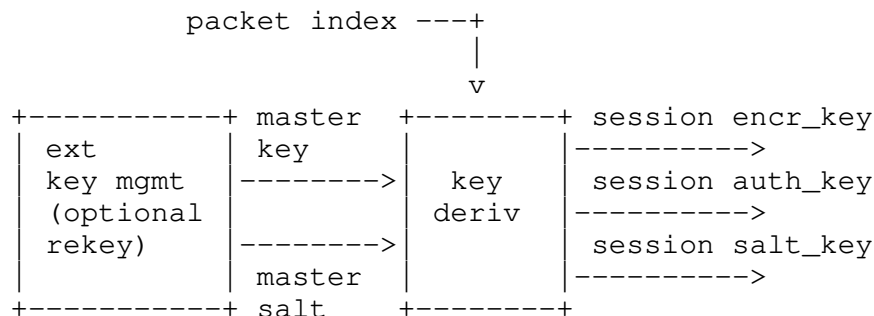 packet index ---+
|
v
+-----------+ master +--------+ session encr_key
| ext | key | |---------->
| key mgmt |-------->| key | session auth_key
| (optional | | deriv |---------->
| rekey) |-------->| | session salt_key
| | master | |---------->
+-----------+ salt +--------+